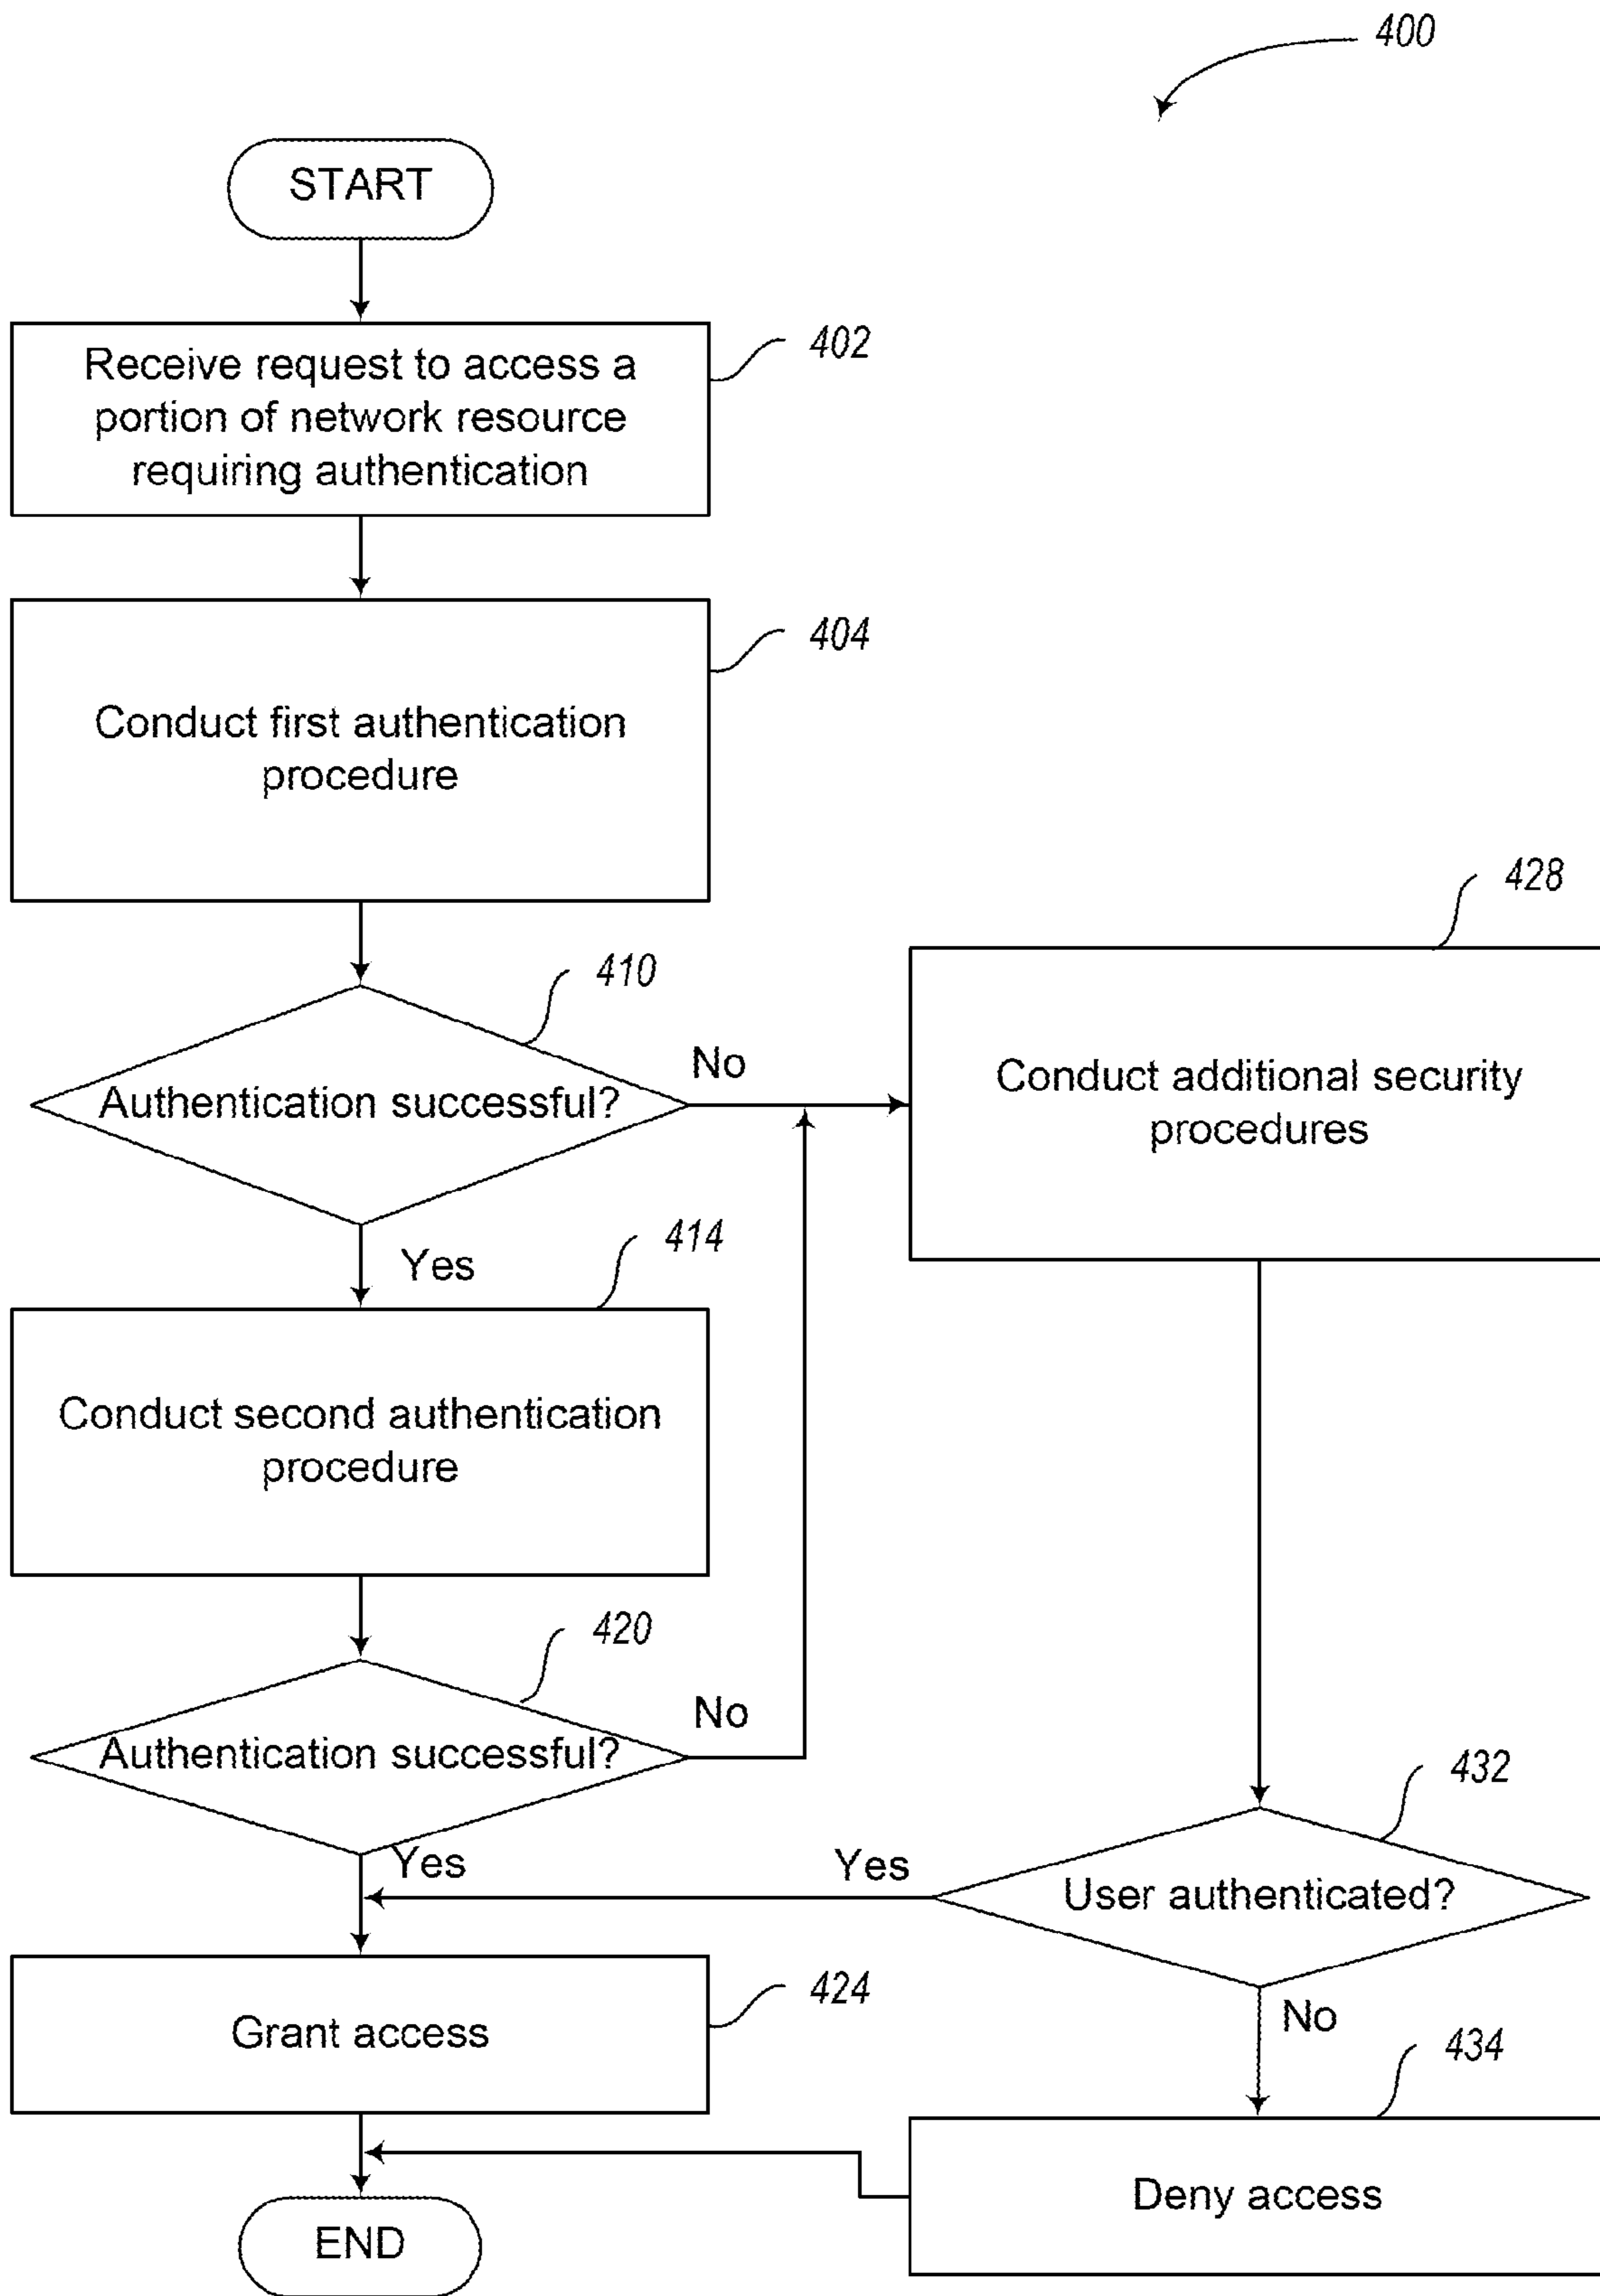 400
START
402
Receive request to access a
portion of network resource
requiring authentication
404
Conduct first authentication
procedure
428
410
No
Conduct additional security
procedures
Authentication successful?
414
Yes
Conduct second authentication
procedure
420
No
Authentication successful?
432
Yes
Yes
User authenticated?
424
Grant access
No
434
Deny access
END